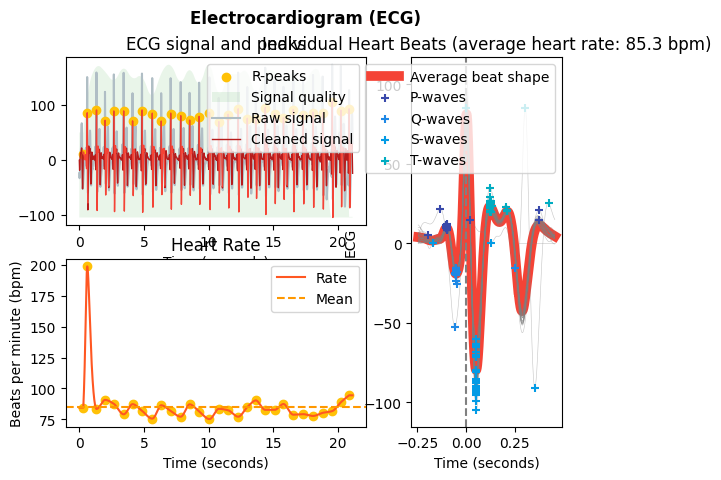 Electrocardiogram (ECG)
ECG signal and peaks
Individual Heart Beats (average heart rate: 85.3 bpm)
R-peaks
Signal quality
Raw signal
Cleaned signal
100
0
−100
0
5
10
15
20
Time (seconds)
Heart Rate
Rate
Mean
Beats per minute (bpm)
200
175
150
125
100
75
0
5
10
15
20
Time (seconds)
Average beat shape
P-waves
Q-waves
S-waves
T-waves
ECG
100
50
0
−50
−100
−0.25
0.00
0.25
Time (seconds)